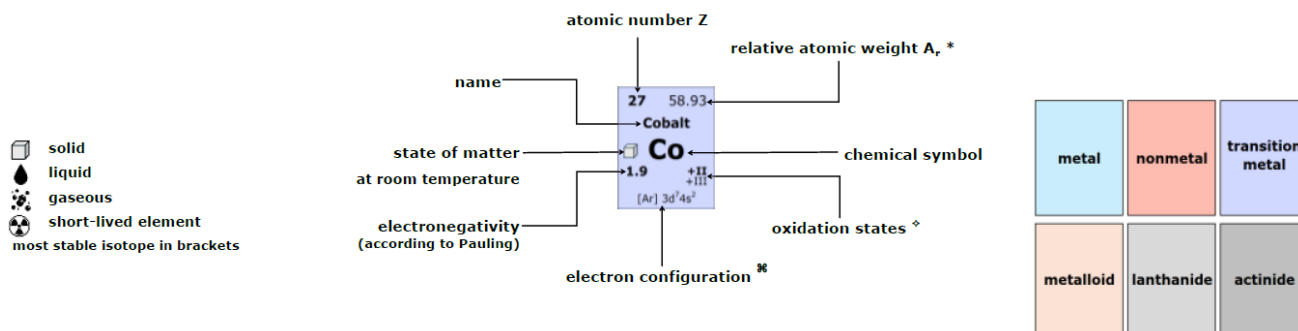 atomic number Z
relative atomic weight Aᵣ *
name
27 58.93
Cobalt
solid
state of matter
at room temperature
Co
chemical symbol
liquid
1.9 +II
+III
gaseous
[Ar] 3d⁷4s²
short-lived element
most stable isotope in brackets
electronegativity
(according to Pauling)
oxidation states ⟡
electron configuration ⌘
metal
nonmetal
transition
metal
metalloid
lanthanide
actinide